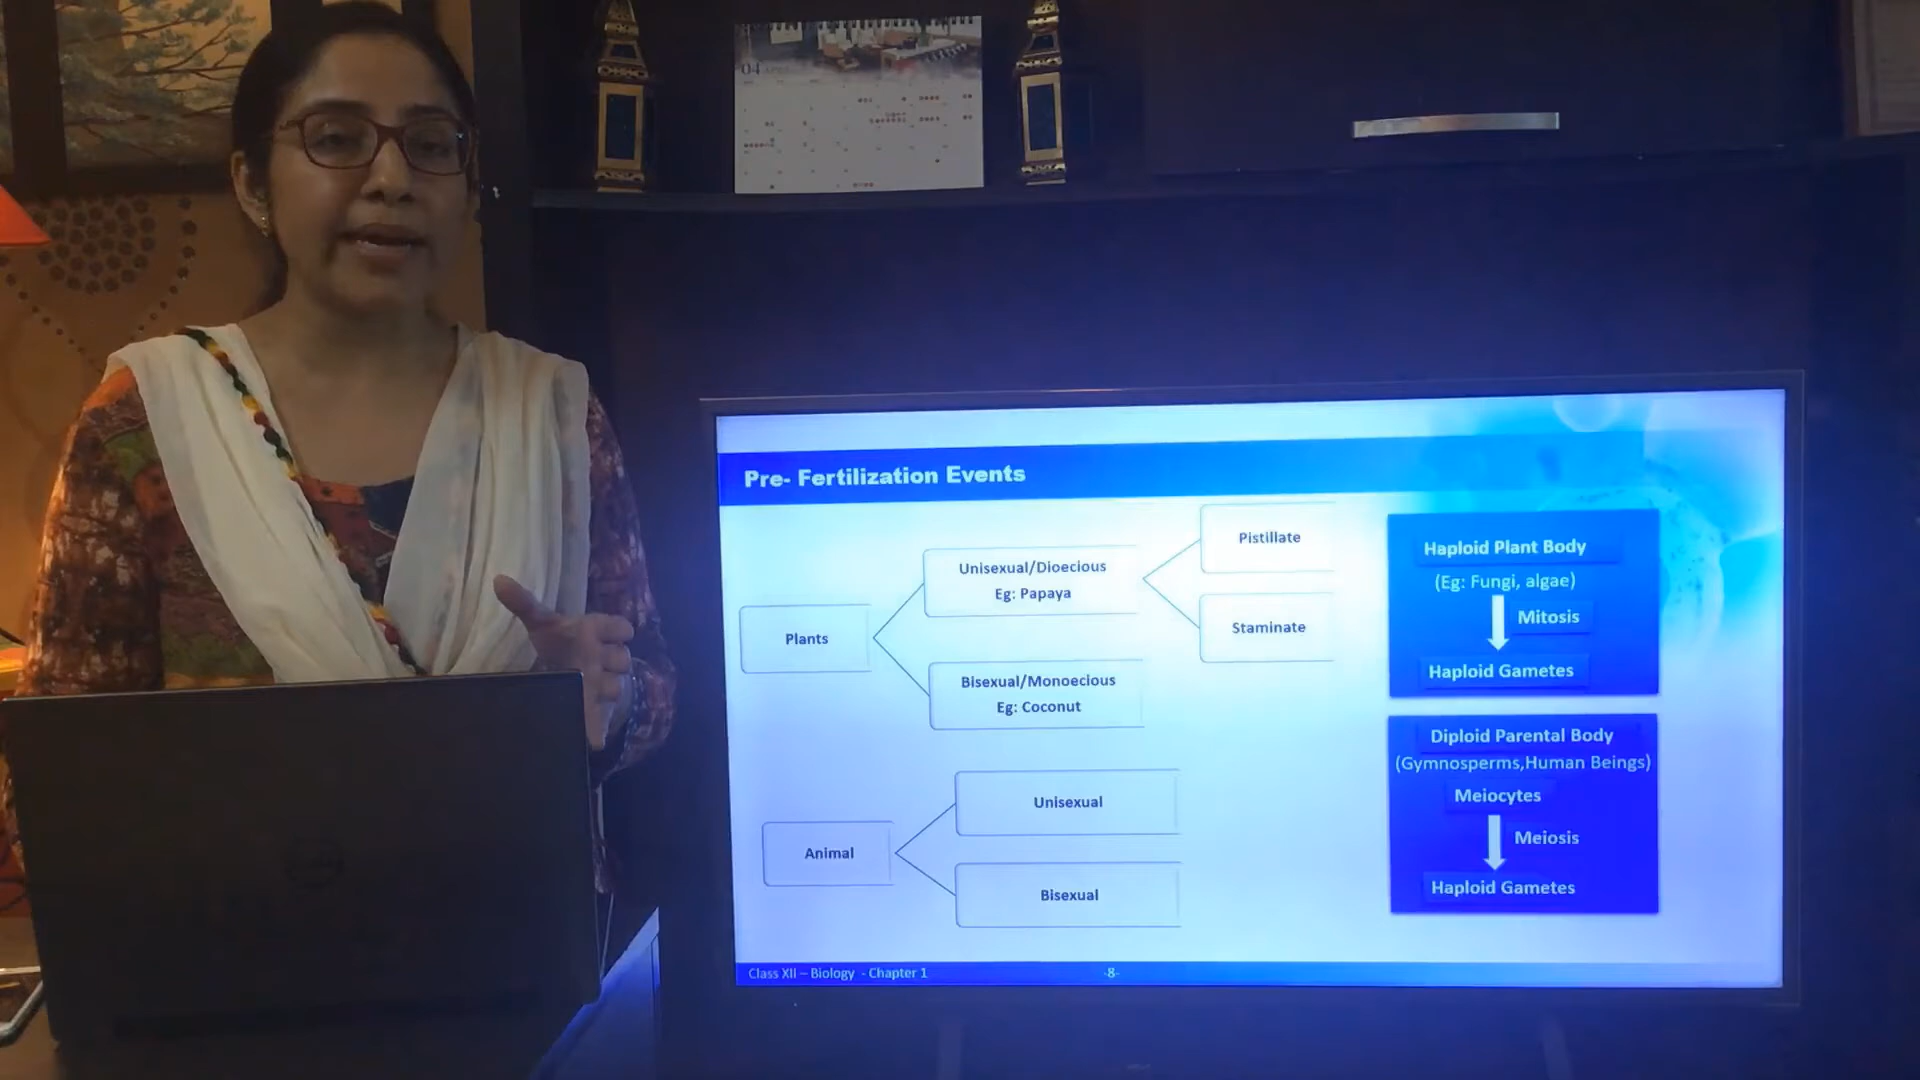 04
Pre- Fertilization Events
Plants
Unisexual/Dioecious
Eg: Papaya
Pistillate
Staminate
Bisexual/Monoecious
Eg: Coconut
Animal
Unisexual
Bisexual
Haploid Plant Body
(Eg: Fungi, algae)
Mitosis
Haploid Gametes
Diploid Parental Body
(Gymnosperms,Human Beings)
Meiocytes
Meiosis
Haploid Gametes
Class XII – Biology - Chapter 1
-8-